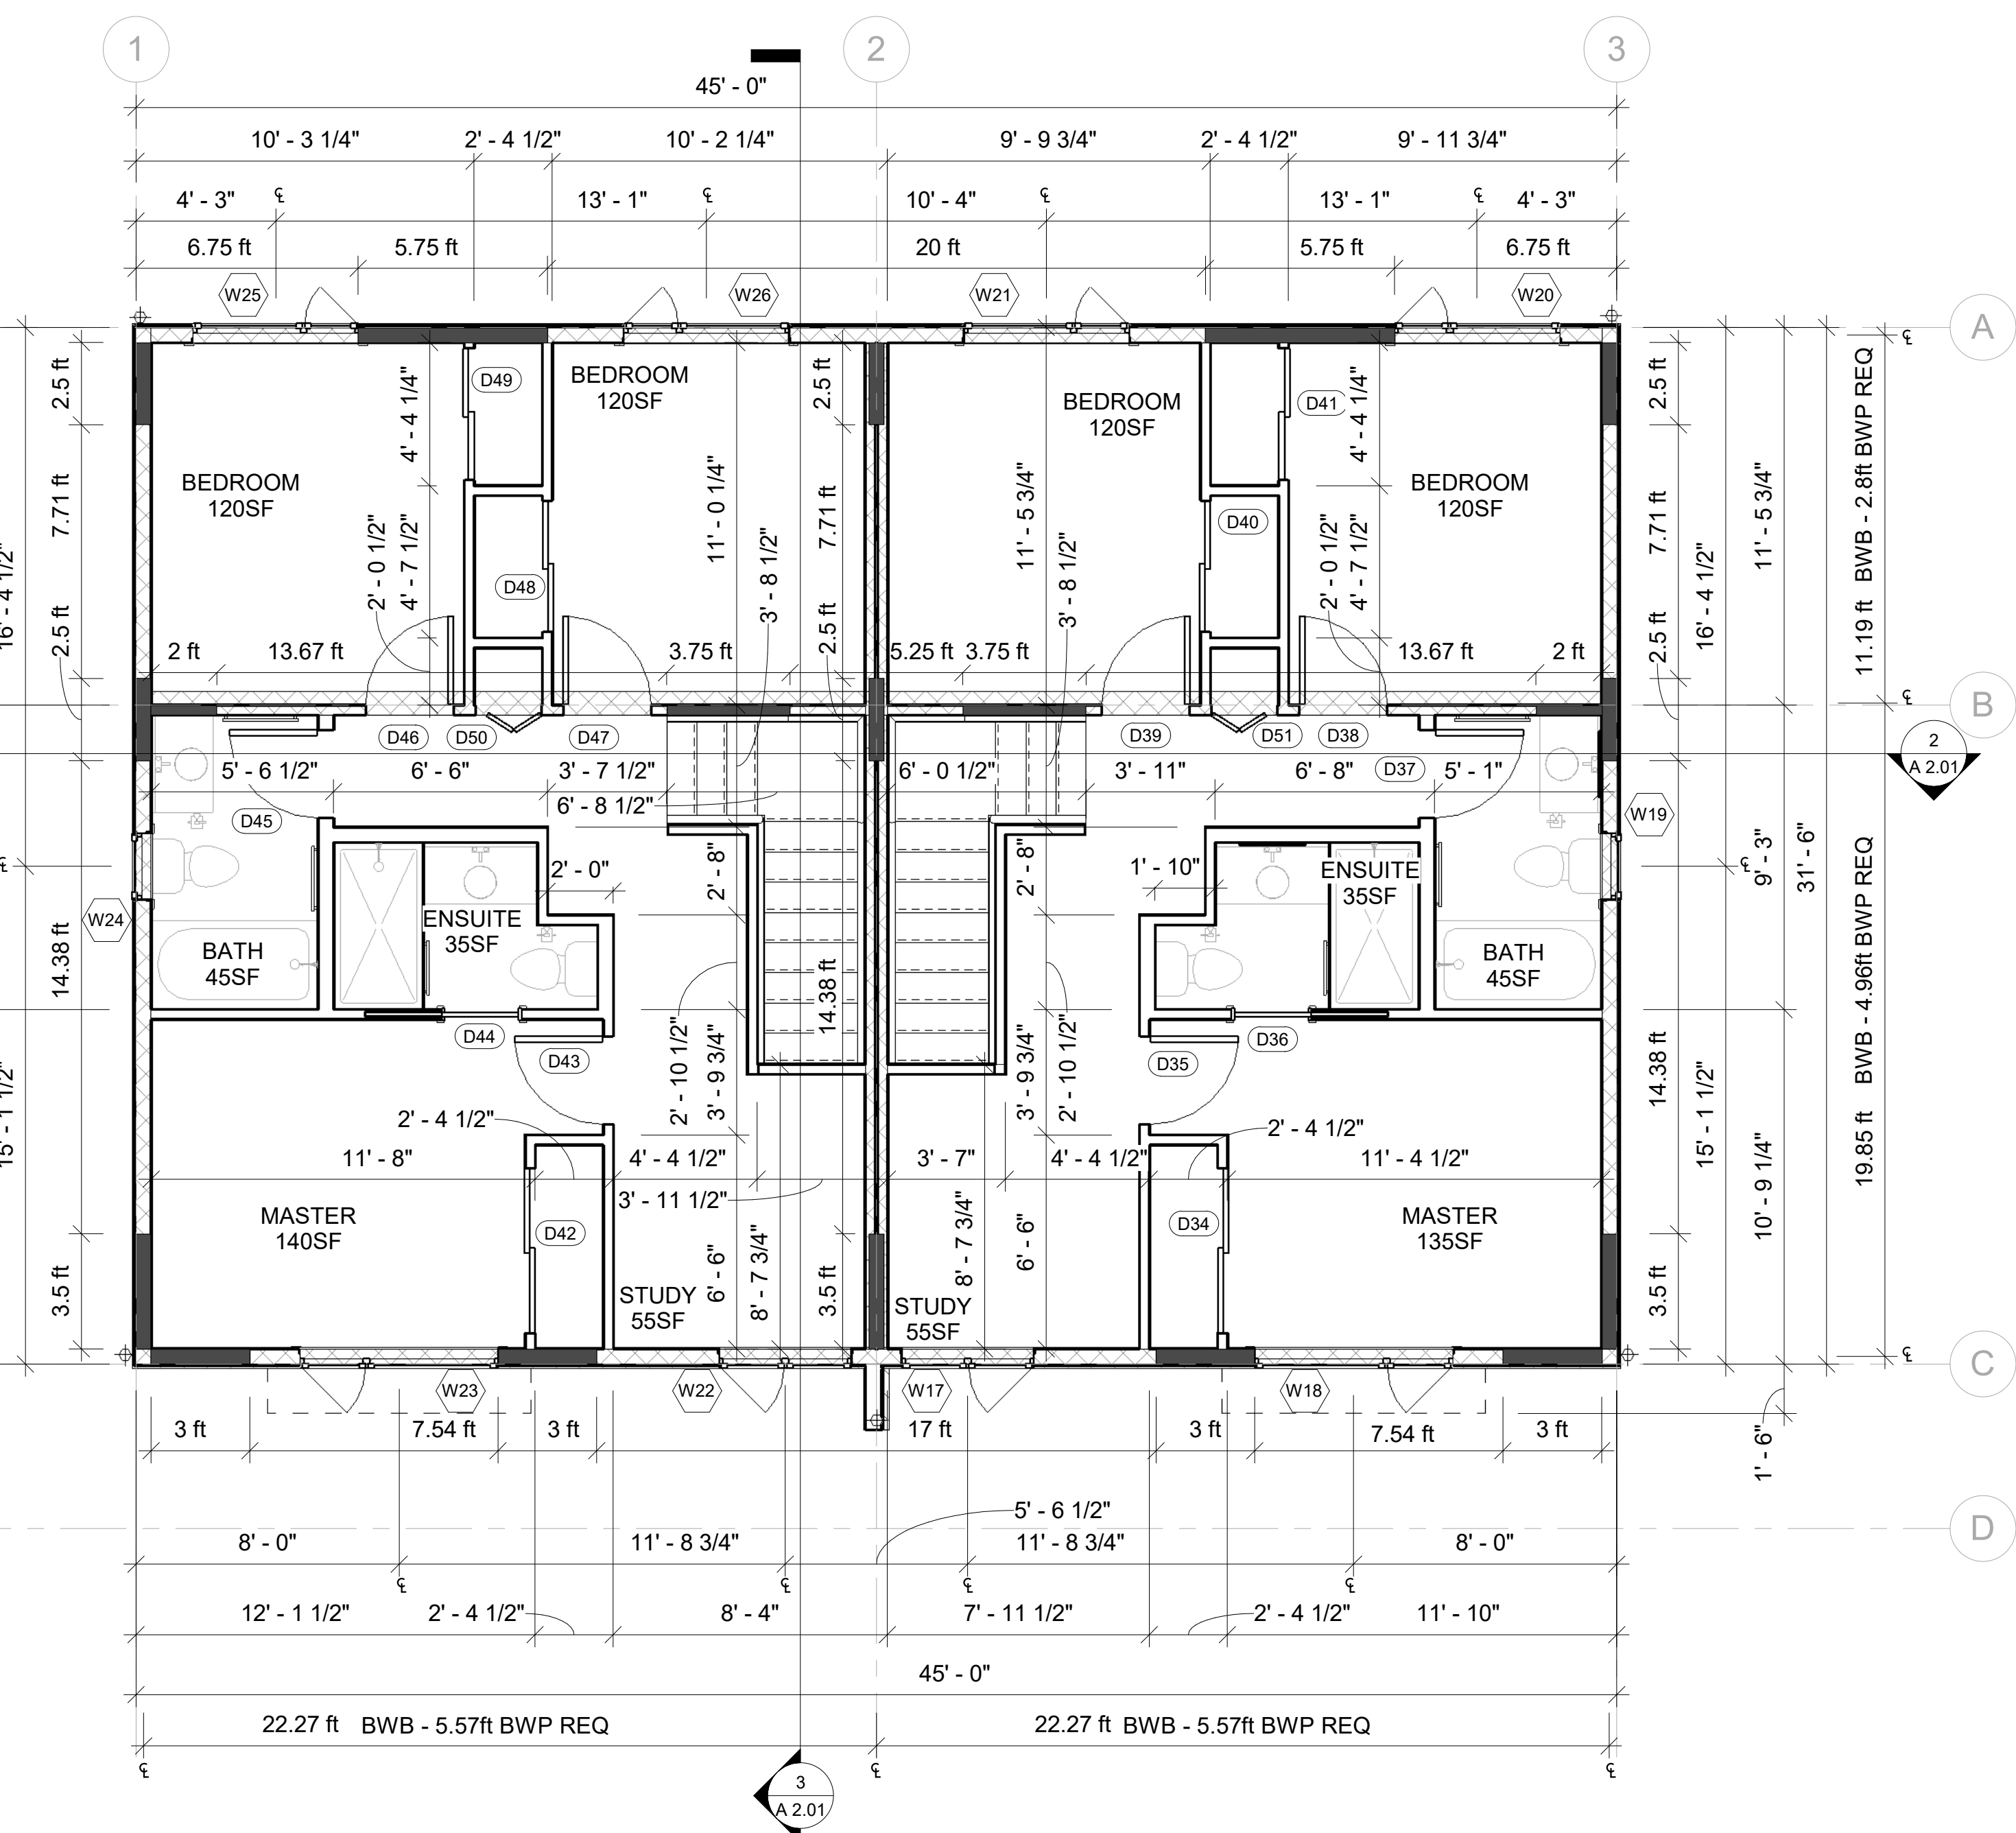 1 2 3
45' - 0"
10' - 3 1/4" 2' - 4 1/2" 10' - 2 1/4" 9' - 9 3/4" 2' - 4 1/2" 9' - 11 3/4"
4' - 3" ℄ 13' - 1" ℄ 10' - 4" ℄ 13' - 1" ℄ 4' - 3"
6.75 ft 5.75 ft 20 ft 5.75 ft 6.75 ft
W25 W26 W21 W20
A
℄
2.5 ft
D49
BEDROOM
120SF
2.5 ft
BEDROOM
120SF
D41
4' - 4 1/4"
4' - 4 1/4"
2.5 ft
11.19 ft BWB - 2.8ft BWP REQ
BEDROOM
120SF
BEDROOM
120SF
7.71 ft
11' - 0 1/4"
7.71 ft
11' - 5 3/4"
D40
7.71 ft
11' - 5 3/4"
16' - 4 1/2"
2' - 0 1/2"
4' - 7 1/2"
D48
3' - 8 1/2"
3' - 8 1/2"
2' - 0 1/2"
4' - 7 1/2"
16' - 4 1/2"
2.5 ft
2.5 ft
2.5 ft
2 ft 13.67 ft 3.75 ft 5.25 ft 3.75 ft 13.67 ft 2 ft
℄
B
D46 D50 D47 D39 D51 D38
2
A 2.01
5' - 6 1/2" 6' - 6" 3' - 7 1/2" 6' - 0 1/2" 3' - 11" 6' - 8" D37 5' - 1"
6' - 8 1/2"
D45
W19
℄
2' - 0"
2' - 8"
2' - 8"
1' - 10"
℄
9' - 3"
31' - 6"
W24
ENSUITE
35SF
ENSUITE
35SF
BATH
45SF
BATH
45SF
14.38 ft
14.38 ft
14.38 ft
D44 D43 D35 D36
2' - 10 1/2"
3' - 9 3/4"
3' - 9 3/4"
2' - 10 1/2"
15' - 1 1/2"
15' - 1 1/2"
19.85 ft BWB - 4.96ft BWP REQ
2' - 4 1/2" 2' - 4 1/2"
11' - 8" 4' - 4 1/2" 3' - 7" 4' - 4 1/2" 11' - 4 1/2"
3' - 11 1/2"
MASTER
140SF
D42
D34
MASTER
135SF
10' - 9 1/4"
6' - 6"
8' - 7 3/4"
8' - 7 3/4"
6' - 6"
3.5 ft
3.5 ft
3.5 ft
STUDY
55SF
STUDY
55SF
℄
C
W23 W22 W17 W18
3 ft 7.54 ft 3 ft 17 ft 3 ft 7.54 ft 3 ft
1' - 6"
5' - 6 1/2"
D
8' - 0" 11' - 8 3/4" 11' - 8 3/4" 8' - 0"
℄ ℄ ℄ ℄
12' - 1 1/2" 2' - 4 1/2" 8' - 4" 7' - 11 1/2" 2' - 4 1/2" 11' - 10"
45' - 0"
22.27 ft BWB - 5.57ft BWP REQ 22.27 ft BWB - 5.57ft BWP REQ
℄ ℄ ℄
3
A 2.01